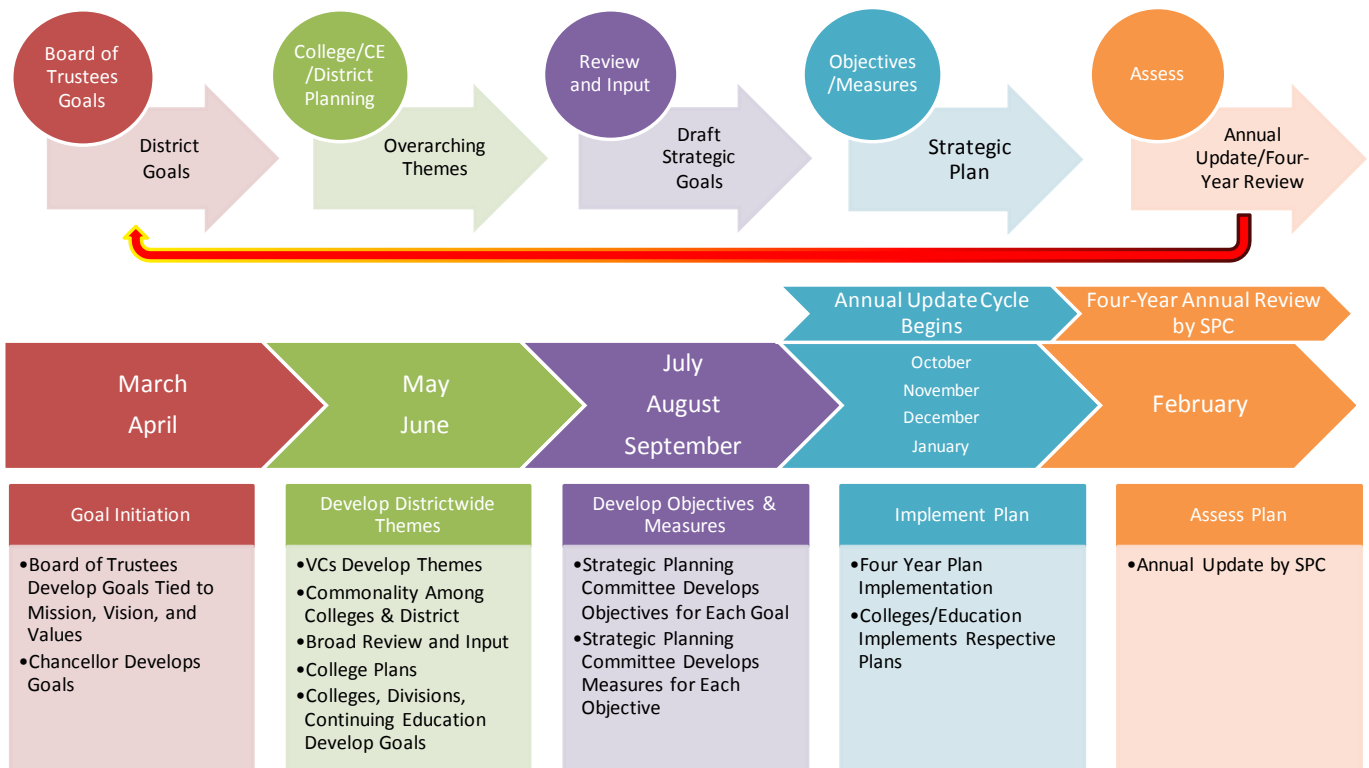 Board of
Trustees
Goals
District
Goals
College/CE
/District
Planning
Overarching
Themes
Review
and Input
Draft
Strategic
Goals
Objectives
/Measures
Strategic
Plan
Assess
Annual
Update/Four-
Year Review
Annual Update Cycle
Begins
Four-Year Annual Review
by SPC
March
April
May
June
July
August
September
October
November
December
January
February
Goal Initiation
•Board of Trustees
Develop Goals Tied to
Mission, Vision, and
Values
•Chancellor Develops
Goals
Develop Districtwide
Themes
•VCs Develop Themes
•Commonality Among
Colleges & District
•Broad Review and Input
•College Plans
•Colleges, Divisions,
Continuing Education
Develop Goals
Develop Objectives &
Measures
•Strategic Planning
Committee Develops
Objectives for Each Goal
•Strategic Planning
Committee Develops
Measures for Each
Objective
Implement Plan
•Four Year Plan
Implementation
•Colleges/Education
Implements Respective
Plans
Assess Plan
•Annual Update by SPC